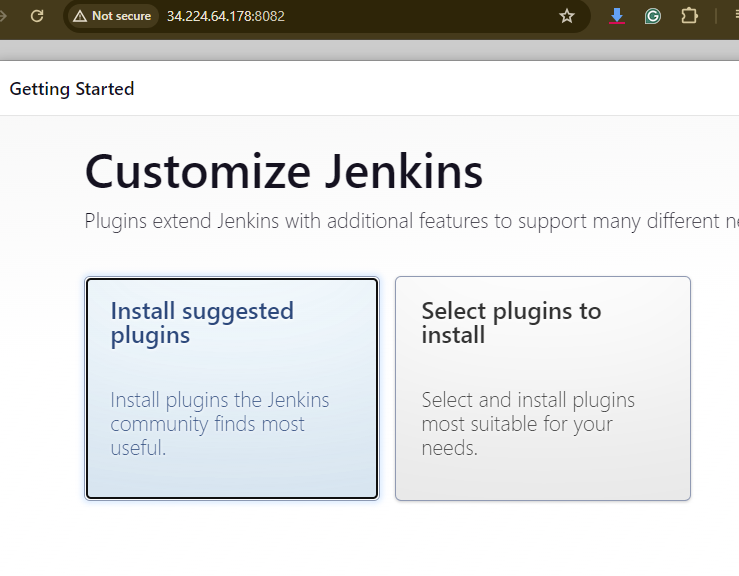 Not secure 34.224.64.178:8082
Getting Started
Customize Jenkins
Plugins extend Jenkins with additional features to support many different
Install suggested
plugins
Install plugins the Jenkins
community finds most
useful.
Select plugins to
install
Select and install plugins
most suitable for your
needs.